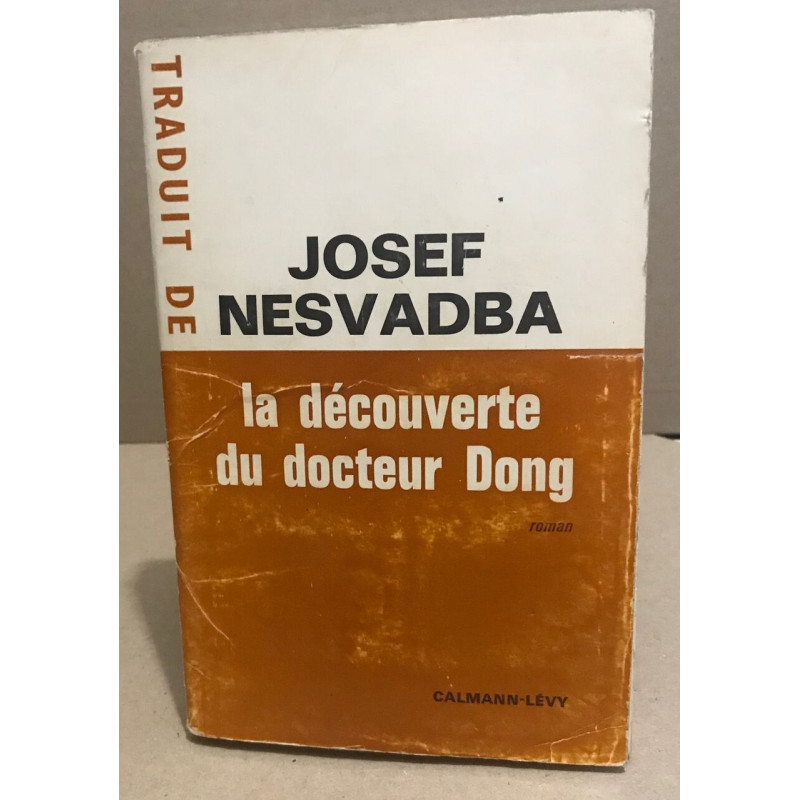 TRADUIT DE
JOSEF
NESVADBA
la découverte
du docteur Dong
roman
CALMANN-LÉVY